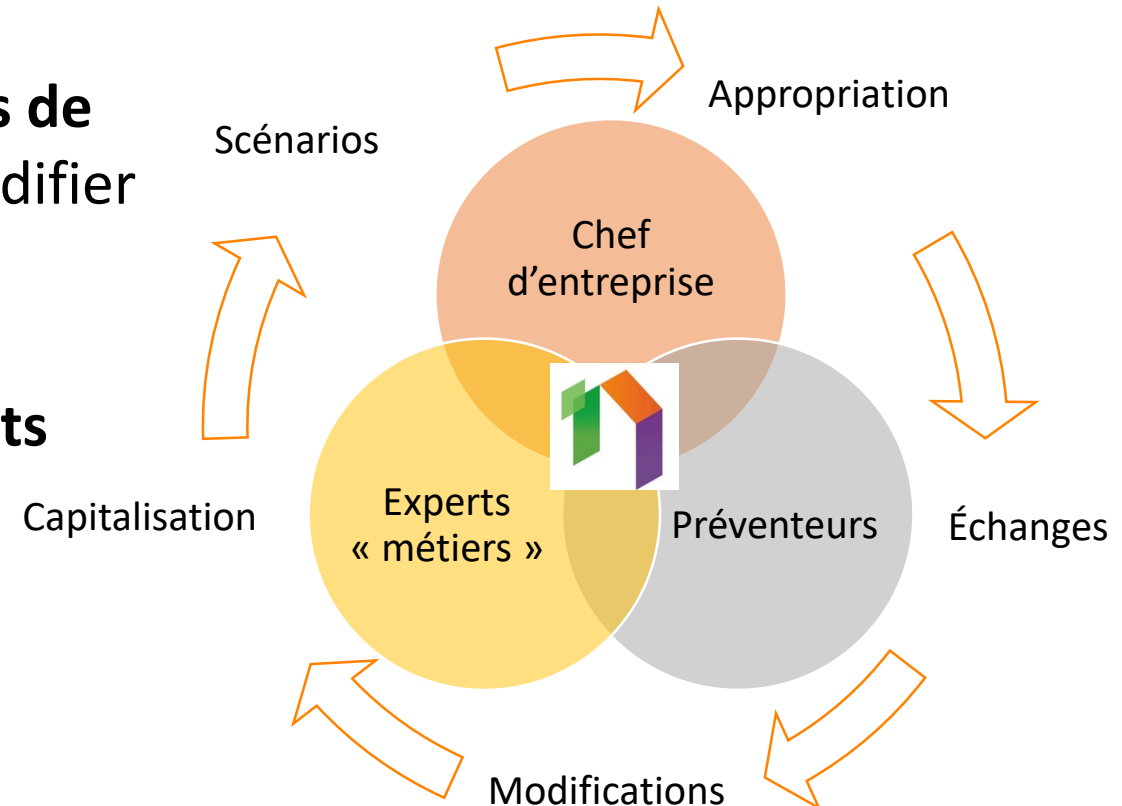 s de
difier
ts
Scénarios
Appropriation
Chef
d’entreprise
Capitalisation
Experts
« métiers »
Préventeurs
Échanges
Modifications